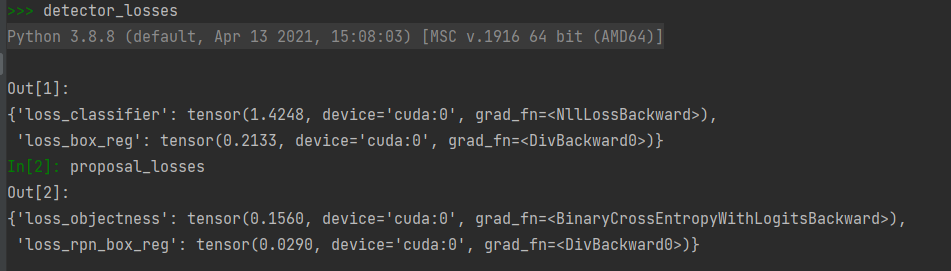 >>> detector_losses
Python 3.8.8 (default, Apr 13 2021, 15:08:03) [MSC v.1916 64 bit (AMD64)]
Out[1]:
{'loss_classifier': tensor(1.4248, device='cuda:0', grad_fn=<NllLossBackward>),
 'loss_box_reg': tensor(0.2133, device='cuda:0', grad_fn=<DivBackward0>)}
In[2]: proposal_losses
Out[2]:
{'loss_objectness': tensor(0.1560, device='cuda:0', grad_fn=<BinaryCrossEntropyWithLogitsBackward>),
 'loss_rpn_box_reg': tensor(0.0290, device='cuda:0', grad_fn=<DivBackward0>)}